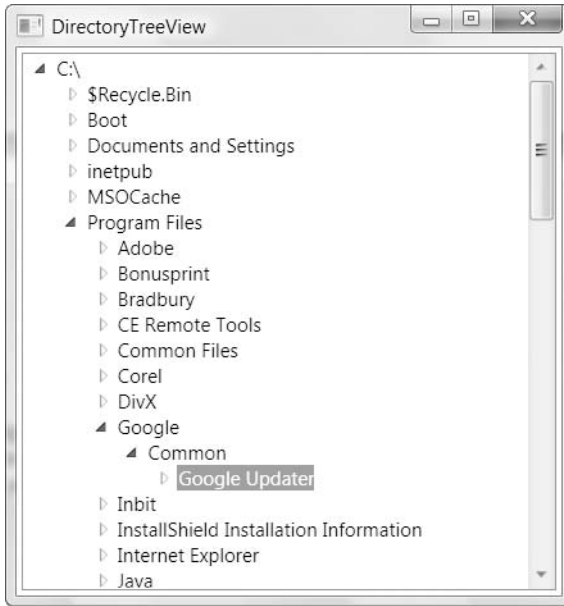 DirectoryTreeView
C:\
$Recycle.Bin
Boot
Documents and Settings
inetpub
MSOCache
Program Files
Adobe
Bonusprint
Bradbury
CE Remote Tools
Common Files
Corel
DivX
Google
Common
Google Updater
Inbit
InstallShield Installation Information
Internet Explorer
Java